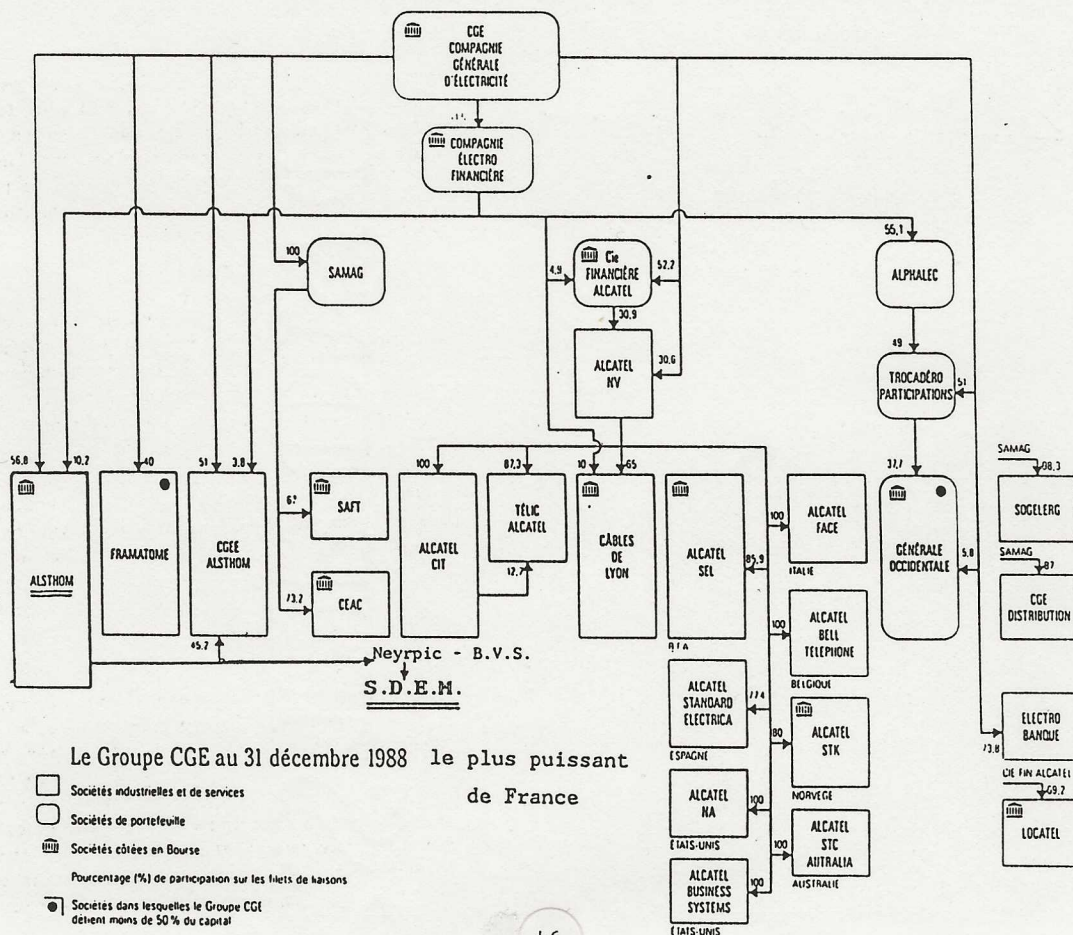 CGE
COMPAGNIE
GÉNÉRALE
D'ÉLECTRICITÉ
COMPAGNIE
ÉLECTRO
FINANCIÈRE
100
SAMAG
4,9
Cie
FINANCIÈRE
ALCATEL
52,2
55,1
ALPHALEC
30,9
ALCATEL
NV
30,6
49
TROCADÉRO
PARTICIPATIONS
51
56,8
10,2
ALSTHOM
40
FRAMATOME
51
3,8
CGEE
ALSTHOM
45,2
SAFT
73,2
CEAC
100
ALCATEL
CIT
87,3
TÉLIC
ALCATEL
12,7
10
65
CÂBLES
DE
LYON
ALCATEL
SEL
85,9
100
ALCATEL
FACE
ITALIE
37,7
GÉNÉRALE
OCCIDENTALE
5,8
SAMAG
98,3
SOGELERG
SAMAG
87
CGE
DISTRIBUTION
Neyrpic - B.V.S.
S.D.E.M.
ALCATEL
STANDARD
ELECTRICA
ESPAGNE
100
ALCATEL
BELL
TELEPHONE
BELGIQUE
80
ALCATEL
STK
NORVEGE
ALCATEL
NA
100
ÉTATS-UNIS
100
ALCATEL
STC
AUTRALIA
AUSTRALIE
ALCATEL
BUSINESS
SYSTEMS
100
ÉTATS-UNIS
ELECTRO
BANQUE
73,8
CIE FIN ALCATEL
69,2
LOCATEL
Le Groupe CGE au 31 décembre 1988 le plus puissant
de France
Sociétés industrielles et de services
Sociétés de portefeuille
Sociétés côtées en Bourse
Pourcentage (%) de participation sur les filets de liaisons
Sociétés dans lesquelles le Groupe CGE
détient moins de 50 % du capital